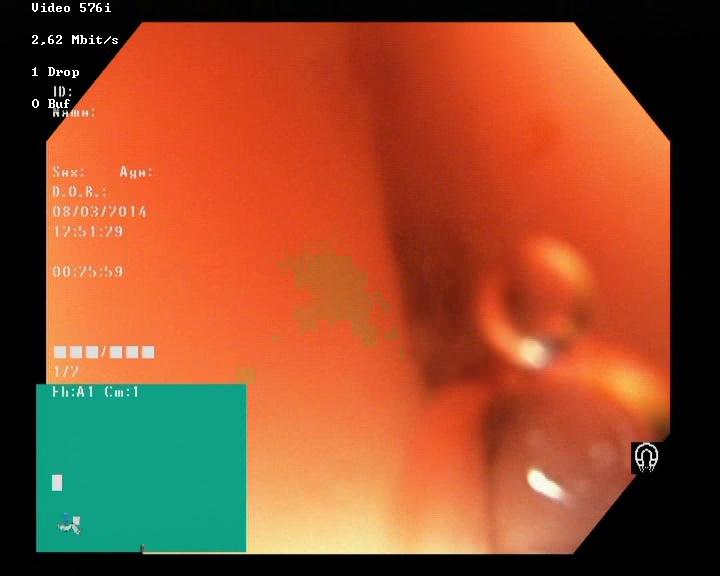 Video 576i
2,62 Mbit/s
1 Drop
0 Buf
ID:
Name:
Sex: Age:
D.O.B.:
08/03/2014
12:51:29
00:25:59
/
1/2
Eh:A1 Cm:1